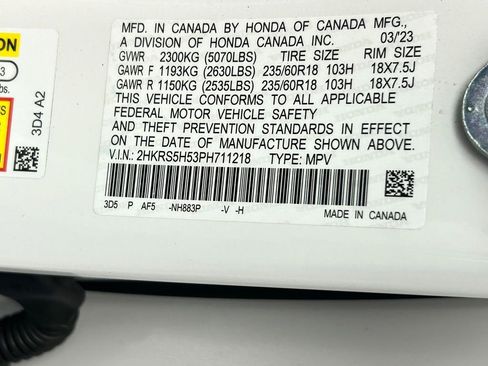 MFD. IN CANADA BY HONDA OF CANADA MFG.,
A DIVISION OF HONDA CANADA INC. 03/23
GVWR 2300KG (5070LBS) TIRE SIZE RIM SIZE
GAWR F 1193KG (2630LBS) 235/60R18 103H 18X7.5J
GAWR R 1150KG (2535LBS) 235/60R18 103H 18X7.5J
THIS VEHICLE CONFORMS TO ALL APPLICABLE
FEDERAL MOTOR VEHICLE SAFETY
AND THEFT PREVENTION STANDARDS IN EFFECT
ON THE DATE OF MANUFACTURE SHOWN ABOVE.
V.I.N.: 2HKRS5H53PH711218 TYPE: MPV
3D5 P AF5 -NH883P -V -H
MADE IN CANADA
ION
3
bs.
3D4 A2